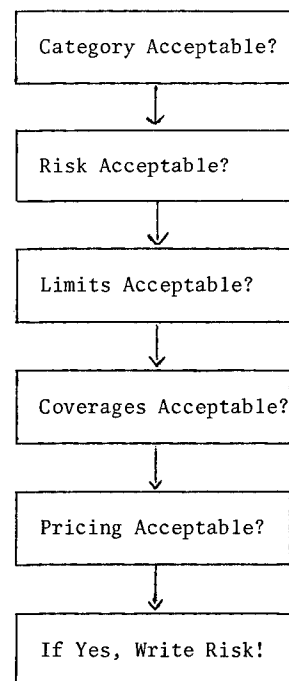 Category Acceptable?
Risk Acceptable?
Limits Acceptable?
Coverages Acceptable?
Pricing Acceptable?
If Yes, Write Risk!